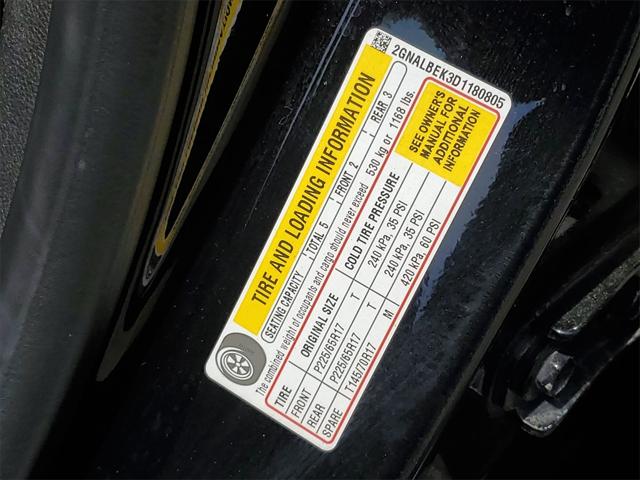 2GNALBEK3D1180805
TIRE AND LOADING INFORMATION
SEATING CAPACITY TOTAL 5 FRONT 2 REAR 3
The combined weight of occupants and cargo should never exceed 530 kg or 1168 lbs.
TIRE ORIGINAL SIZE COLD TIRE PRESSURE
FRONT P225/65R17 T 240 kPa, 35 PSI
REAR P225/65R17 T 240 kPa, 35 PSI
SPARE T145/70R17 M 420 kPa, 60 PSI
SEE OWNER'S
MANUAL FOR
ADDITIONAL
INFORMATION